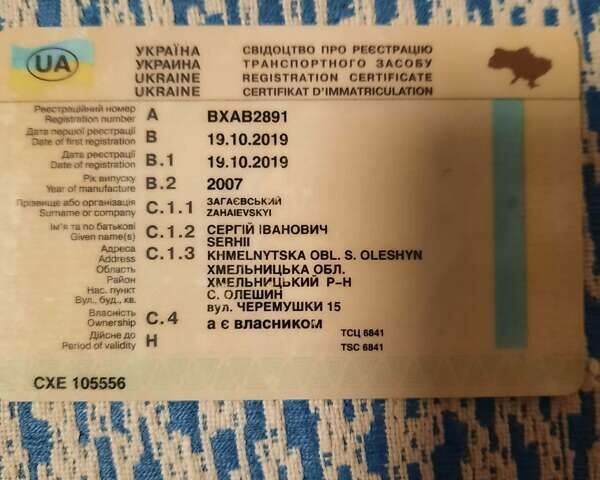 UA
УКРАЇНА
УКРАИНА
UKRAINE
UKRAINE
СВІДОЦТВО ПРО РЕЄСТРАЦІЮ
ТРАНСПОРТНОГО ЗАСОБУ
REGISTRATION CERTIFICATE
CERTIFIKAT D'IMMATRICULATION
Реєстраційний номер
Registration number A BXAB2891
Дата першої реєстрації
Date of first registration B 19.10.2019
Дата реєстрації
Date of registration B.1 19.10.2019
Рік випуску
Year of manufacture B.2 2007
Прізвище або організація
Surname or company C.1.1 ЗАГАЄВСЬКИЙ
ZAHAIEVSKYI
Ім'я та по батькові
Given name(s) C.1.2 СЕРГІЙ ІВАНОВИЧ
SERHII
Адреса
Address C.1.3 KHMELNYTSKA OBL. S. OLESHYN
Область ХМЕЛЬНИЦЬКА ОБЛ.
Район ХМЕЛЬНИЦЬКИЙ Р-Н
Нас. пункт С. ОЛЕШИН
Вул., буд., кв. вул. ЧЕРЕМУШКИ 15
Власність
Ownership C.4 а є власником
Дійсне до
Period of validity H
ТСЦ 6841
TSC 6841
CXE 105556